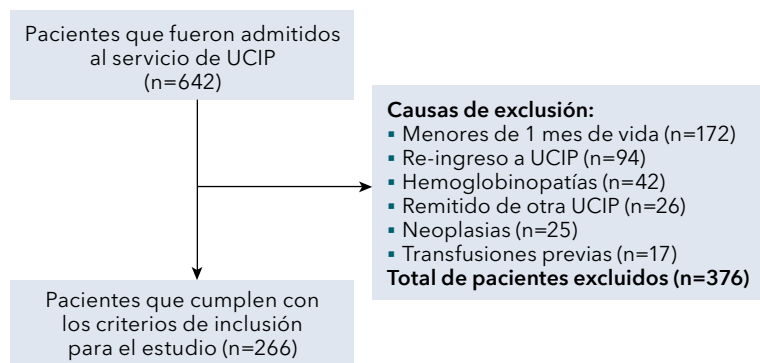 Pacientes que fueron admitidos
al servicio de UCIP
(n=642)
Causas de exclusión:
▪ Menores de 1 mes de vida (n=172)
▪ Re-ingreso a UCIP (n=94)
▪ Hemoglobinopatías (n=42)
▪ Remitido de otra UCIP (n=26)
▪ Neoplasias (n=25)
▪ Transfusiones previas (n=17)
Total de pacientes excluidos (n=376)
Pacientes que cumplen con
los criterios de inclusión
para el estudio (n=266)